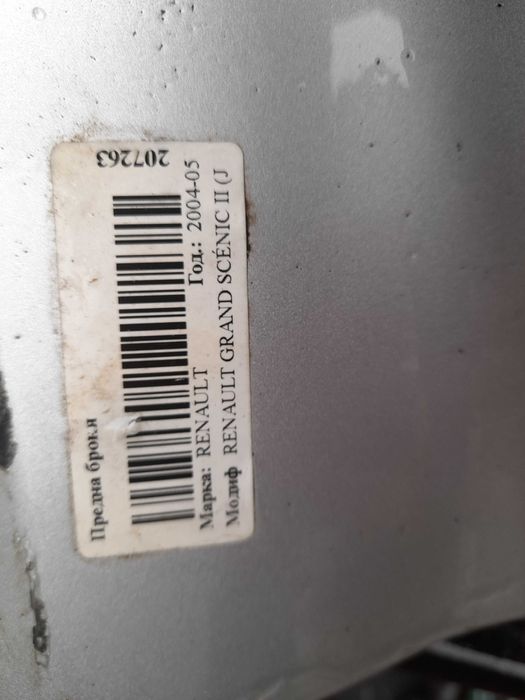 Предна броня
207263
Марка: RENAULT Год.: 2004-05
Модиф RENAULT GRAND SCÉNIC II (J